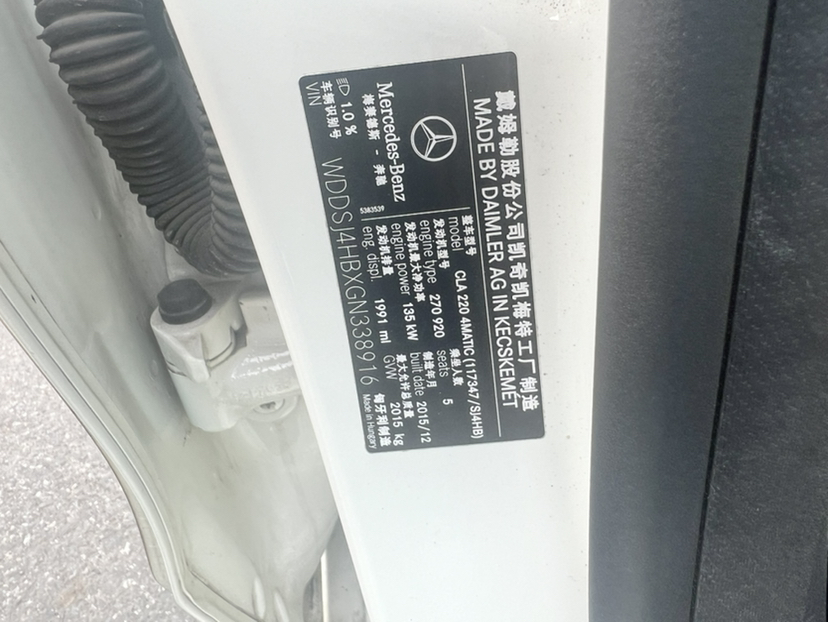 戴姆勒股份公司凯奇凯梅特工厂制造
MADE BY DAIMLER AG IN KECSKEMET
整车型号 乘坐人数
model CLA 220 4MATIC (117347/SJ4HB) seats 5
发动机型号 制造年月
engine type 270 920 built date 2015/12
发动机最大净功率 最大允许总质量
engine power 135 kW GVW 2015 kg
发动机排量 匈牙利制造
eng. displ. 1991 ml Made in Hungary
Mercedes-Benz
梅赛德斯 - 奔驰
5383539
1.0 %
车辆识别号
VIN WDDSJ4HBXGN338916